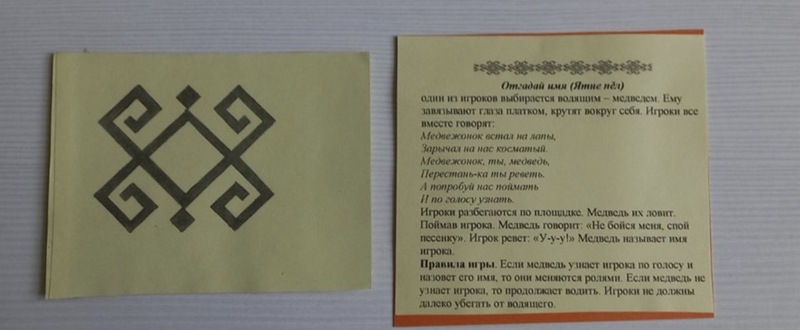 Отгадай имя (Ятие пёл)
один из игроков выбирается водящим – медведем. Ему
завязывают глаза платком, крутят вокруг себя. Игроки все
вместе говорят:
Медвежонок встал на лапы,
Зарычал на нас косматый.
Медвежонок, ты, медведь,
Перестань-ка ты реветь.
А попробуй нас поймать
И по голосу узнать.
Игроки разбегаются по площадке. Медведь их ловит.
Поймав игрока. Медведь говорит: «Не бойся меня, спой
песенку». Игрок ревет: «У-у-у!» Медведь называет имя
игрока.
Правила игры. Если медведь узнает игрока по голосу и
назовет его имя, то они меняются ролями. Если медведь не
узнает игрока, то продолжает водить. Игроки не должны
далеко убегать от водящего.